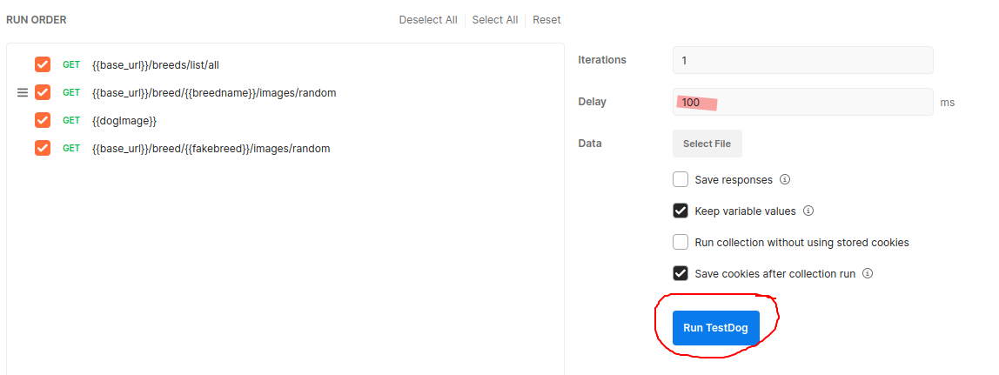 RUN ORDER
Deselect All
Select All
Reset
GET {{base_url}}/breeds/list/all
GET {{base_url}}/breed/{{breedname}}/images/random
GET {{dogImage}}
GET {{base_url}}/breed/{{fakebreed}}/images/random
Iterations
1
Delay
100
ms
Data
Select File
Save responses
Keep variable values
Run collection without using stored cookies
Save cookies after collection run
Run TestDog